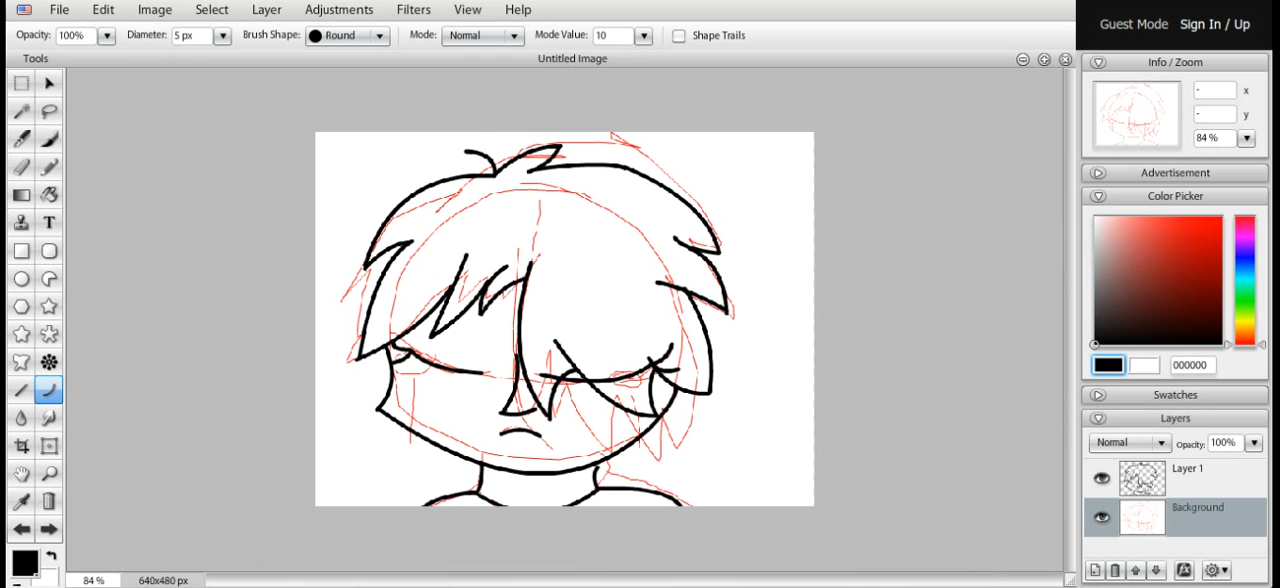 File Edit Image Select Layer Adjustments Filters View Help
Guest Mode Sign In / Up
Opacity: 100% Diameter: 5 px Brush Shape: Round Mode: Normal Mode Value: 10 Shape Trails
Tools
Untitled Image
Info / Zoom
- x
- y
84 %
Advertisement
Color Picker
000000
Swatches
Layers
Normal Opacity: 100%
Layer 1
Background
T
84 % 640x480 px